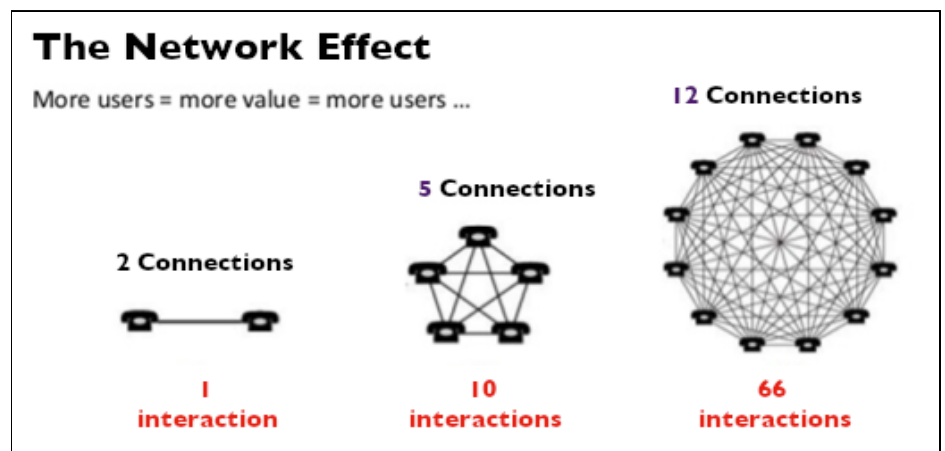 The Network Effect
More users = more value = more users ...
12 Connections
5 Connections
2 Connections
1
interaction
10
interactions
66
interactions